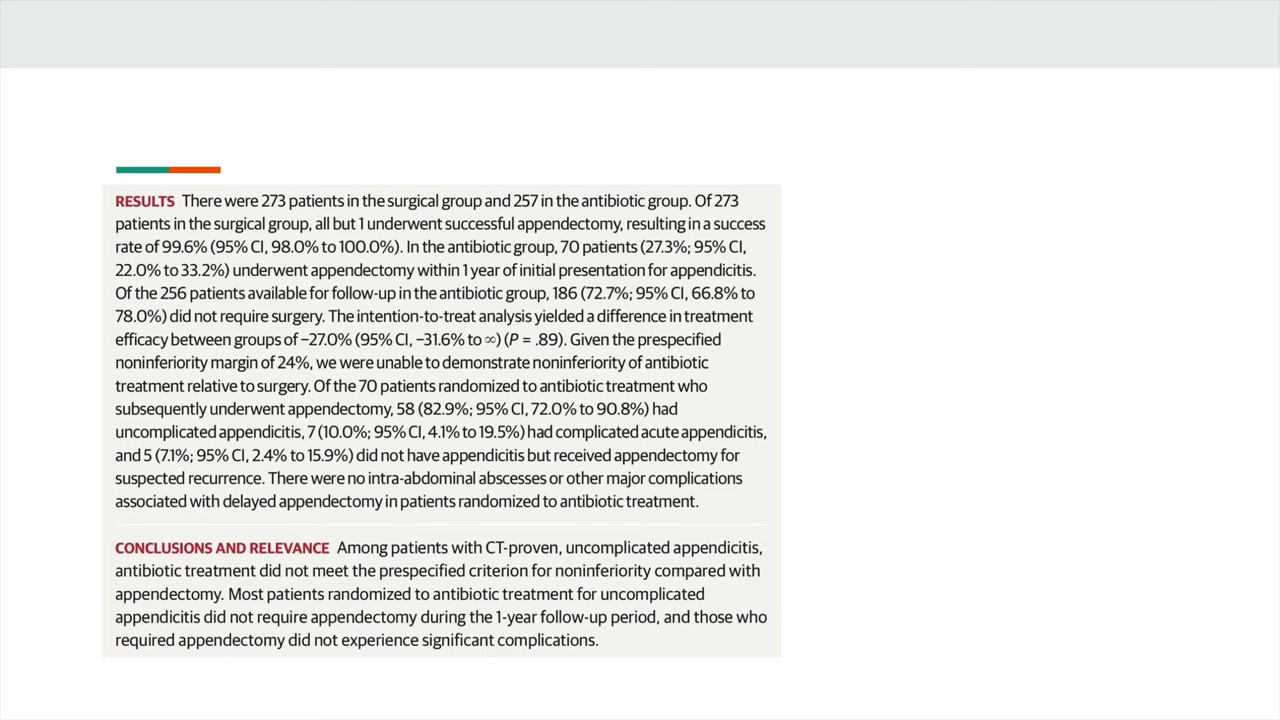 RESULTS There were 273 patients in the surgical group and 257 in the antibiotic group. Of 273
patients in the surgical group, all but 1 underwent successful appendectomy, resulting in a success
rate of 99.6% (95% CI, 98.0% to 100.0%). In the antibiotic group, 70 patients (27.3%; 95% CI,
22.0% to 33.2%) underwent appendectomy within 1 year of initial presentation for appendicitis.
Of the 256 patients available for follow-up in the antibiotic group, 186 (72.7%; 95% CI, 66.8% to
78.0%) did not require surgery. The intention-to-treat analysis yielded a difference in treatment
efficacy between groups of −27.0% (95% CI, −31.6% to ∞) (P = .89). Given the prespecified
noninferiority margin of 24%, we were unable to demonstrate noninferiority of antibiotic
treatment relative to surgery. Of the 70 patients randomized to antibiotic treatment who
subsequently underwent appendectomy, 58 (82.9%; 95% CI, 72.0% to 90.8%) had
uncomplicated appendicitis, 7 (10.0%; 95% CI, 4.1% to 19.5%) had complicated acute appendicitis,
and 5 (7.1%; 95% CI, 2.4% to 15.9%) did not have appendicitis but received appendectomy for
suspected recurrence. There were no intra-abdominal abscesses or other major complications
associated with delayed appendectomy in patients randomized to antibiotic treatment.
CONCLUSIONS AND RELEVANCE Among patients with CT-proven, uncomplicated appendicitis,
antibiotic treatment did not meet the prespecified criterion for noninferiority compared with
appendectomy. Most patients randomized to antibiotic treatment for uncomplicated
appendicitis did not require appendectomy during the 1-year follow-up period, and those who
required appendectomy did not experience significant complications.